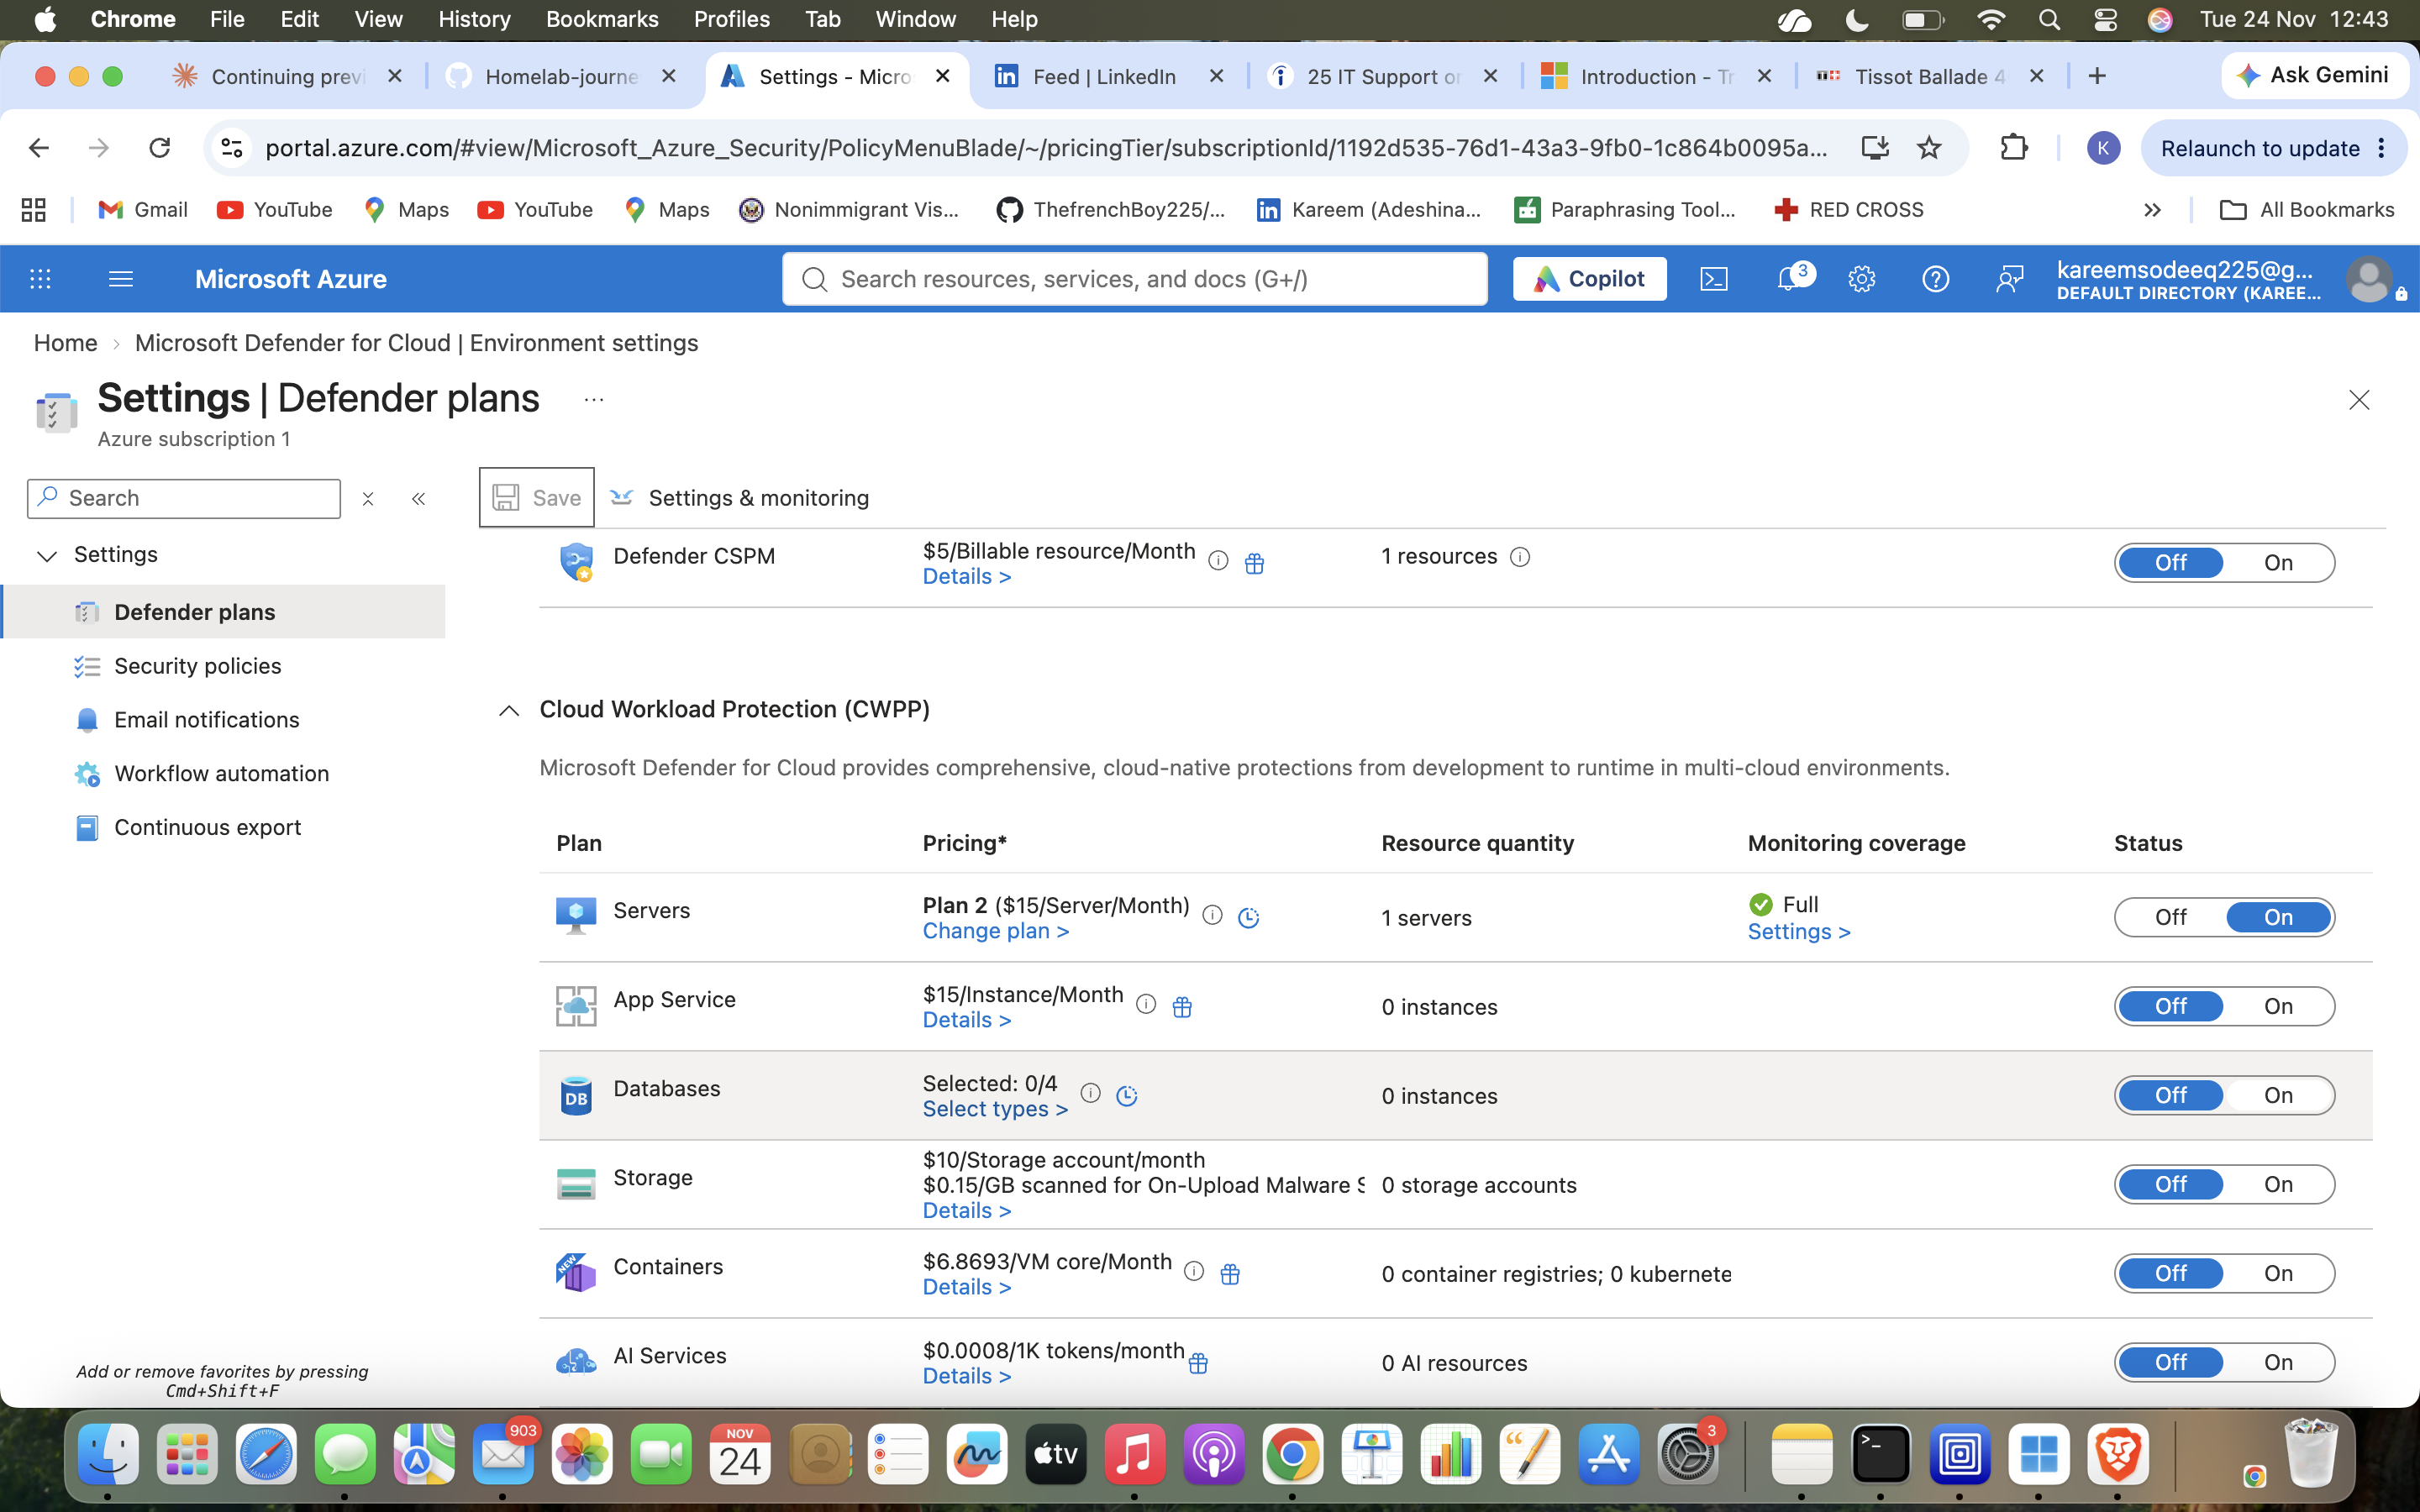 Chrome File Edit View History Bookmarks Profiles Tab Window Help Tue 24 Nov 12:43
Continuing previ Homelab-journe Settings - Micro Feed | LinkedIn 25 IT Support or Introduction - Tr Tissot Ballade 4 Ask Gemini
portal.azure.com/#view/Microsoft_Azure_Security/PolicyMenuBlade/~/pricingTier/subscriptionId/1192d535-76d1-43a3-9fb0-1c864b0095a... K Relaunch to update
Gmail YouTube Maps YouTube Maps Nonimmigrant Vis... ThefrenchBoy225/... Kareem (Adeshina... Paraphrasing Tool... RED CROSS All Bookmarks
Microsoft Azure Search resources, services, and docs (G+/) Copilot 3 kareemsodeeq225@g...
DEFAULT DIRECTORY (KAREE...
Home > Microsoft Defender for Cloud | Environment settings
Settings | Defender plans ...
Azure subscription 1
Search
Save Settings & monitoring
Settings
Defender plans
Security policies
Email notifications
Workflow automation
Continuous export
Defender CSPM $5/Billable resource/Month 1 resources Off On
Details >
Cloud Workload Protection (CWPP)
Microsoft Defender for Cloud provides comprehensive, cloud-native protections from development to runtime in multi-cloud environments.
Plan Pricing* Resource quantity Monitoring coverage Status
Servers Plan 2 ($15/Server/Month) 1 servers Full Off On
Change plan > Settings >
App Service $15/Instance/Month 0 instances Off On
Details >
Databases Selected: 0/4 0 instances Off On
Select types >
Storage $10/Storage account/month
$0.15/GB scanned for On-Upload Malware S 0 storage accounts Off On
Details >
Containers $6.8693/VM core/Month 0 container registries; 0 kubernete Off On
Details >
AI Services $0.0008/1K tokens/month 0 AI resources Off On
Details >
Add or remove favorites by pressing
Cmd+Shift+F
903
NOV
24
tv
3